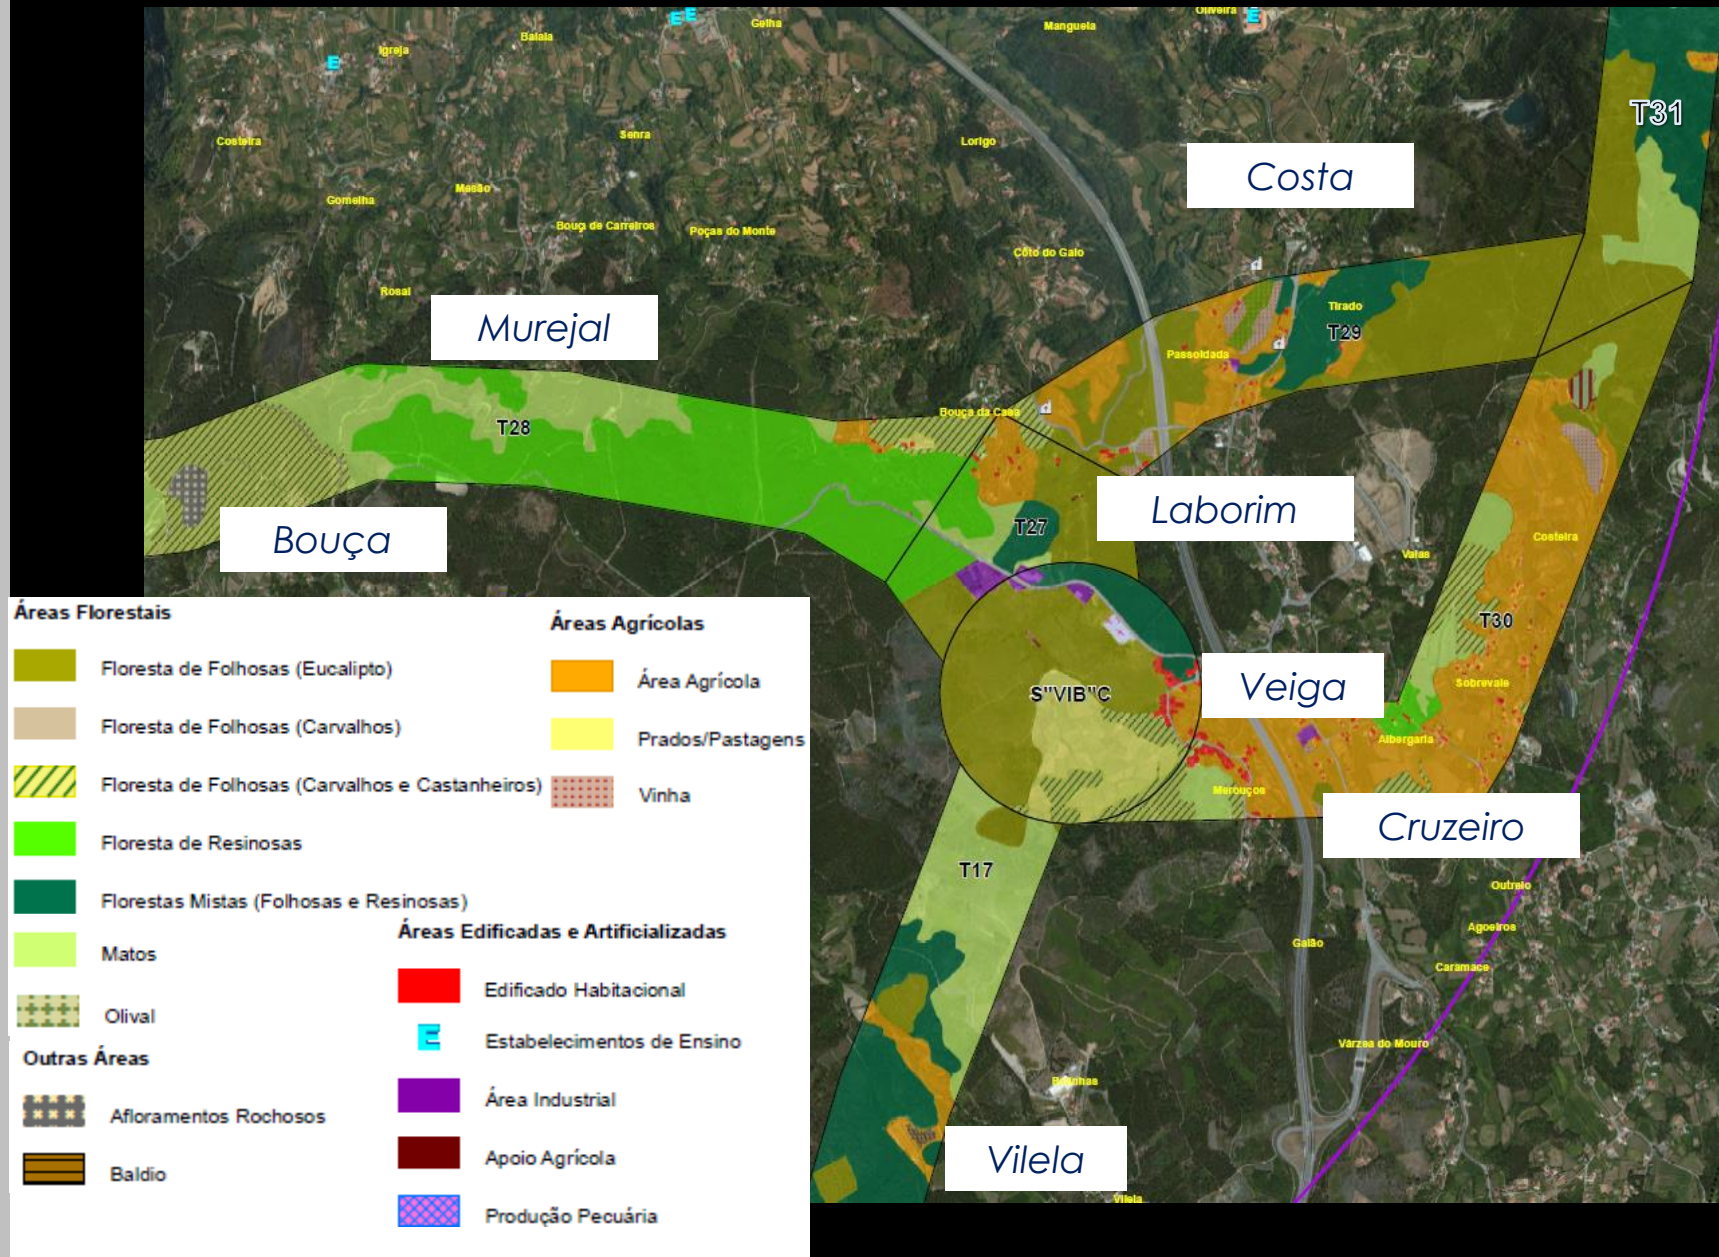 Oliveira
E E
E
Gelha
Manguela
Igreja
Balala
E
T31
Costeira
Senra
Lorigo
Costa
Mesão
Gomelha
Bouça de Carreiros
Poças do Monte
Côto do Galo
Rosal
Tirado
Murejal
T29
Passoldada
Bouça da Casa
T28
Laborim
T27
Bouça
Costeira
Valas
T30
Veiga
Sobrevale
S"VIB"C
Albergaria
Merouços
Cruzeiro
T17
Outreio
Agoeiros
Galão
Caramace
Várzea do Mouro
Vilela
Vilela
Áreas Florestais
Floresta de Folhosas (Eucalipto)
Floresta de Folhosas (Carvalhos)
Floresta de Folhosas (Carvalhos e Castanheiros)
Floresta de Resinosas
Florestas Mistas (Folhosas e Resinosas)
Matos
Olival
Outras Áreas
Afloramentos Rochosos
Baldio
Áreas Agrícolas
Área Agrícola
Prados/Pastagens
Vinha
Áreas Edificadas e Artificializadas
Edificado Habitacional
E Estabelecimentos de Ensino
Área Industrial
Apoio Agrícola
Produção Pecuária